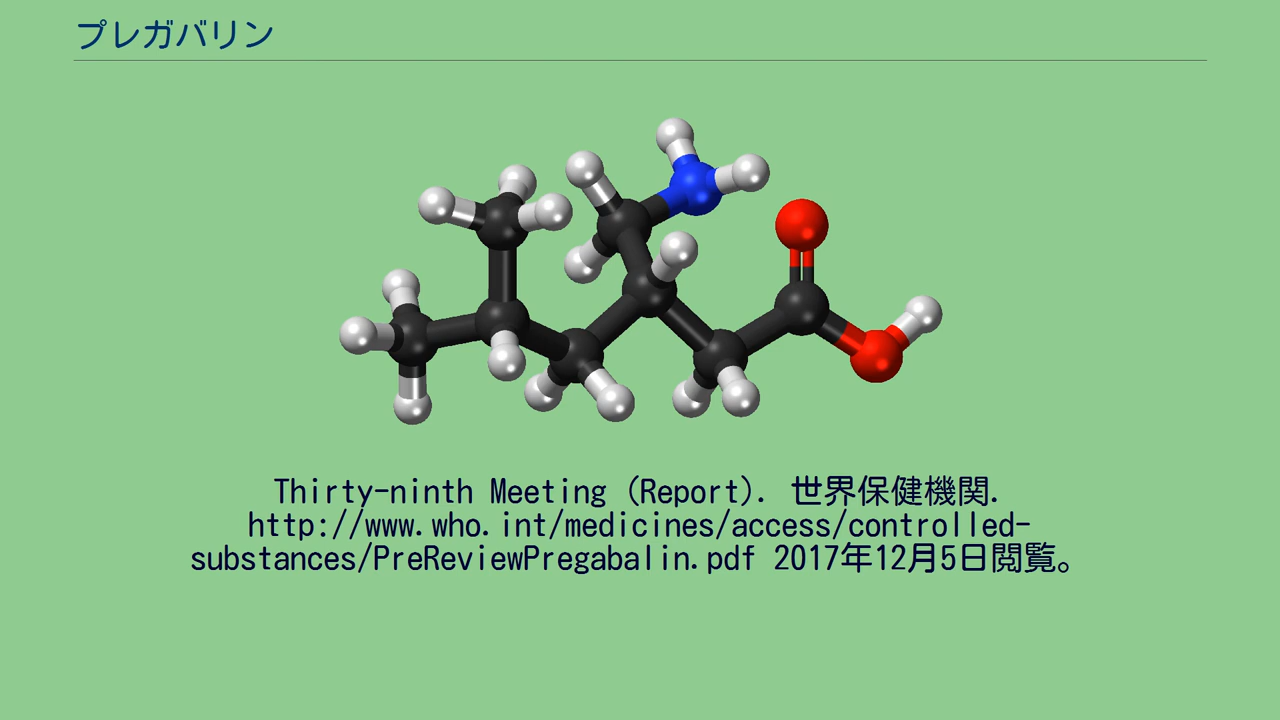 プレガバリン
Thirty-ninth Meeting (Report). 世界保健機関.
http://www.who.int/medicines/access/controlled-
substances/PreReviewPregabalin.pdf 2017年12月5日閲覧。